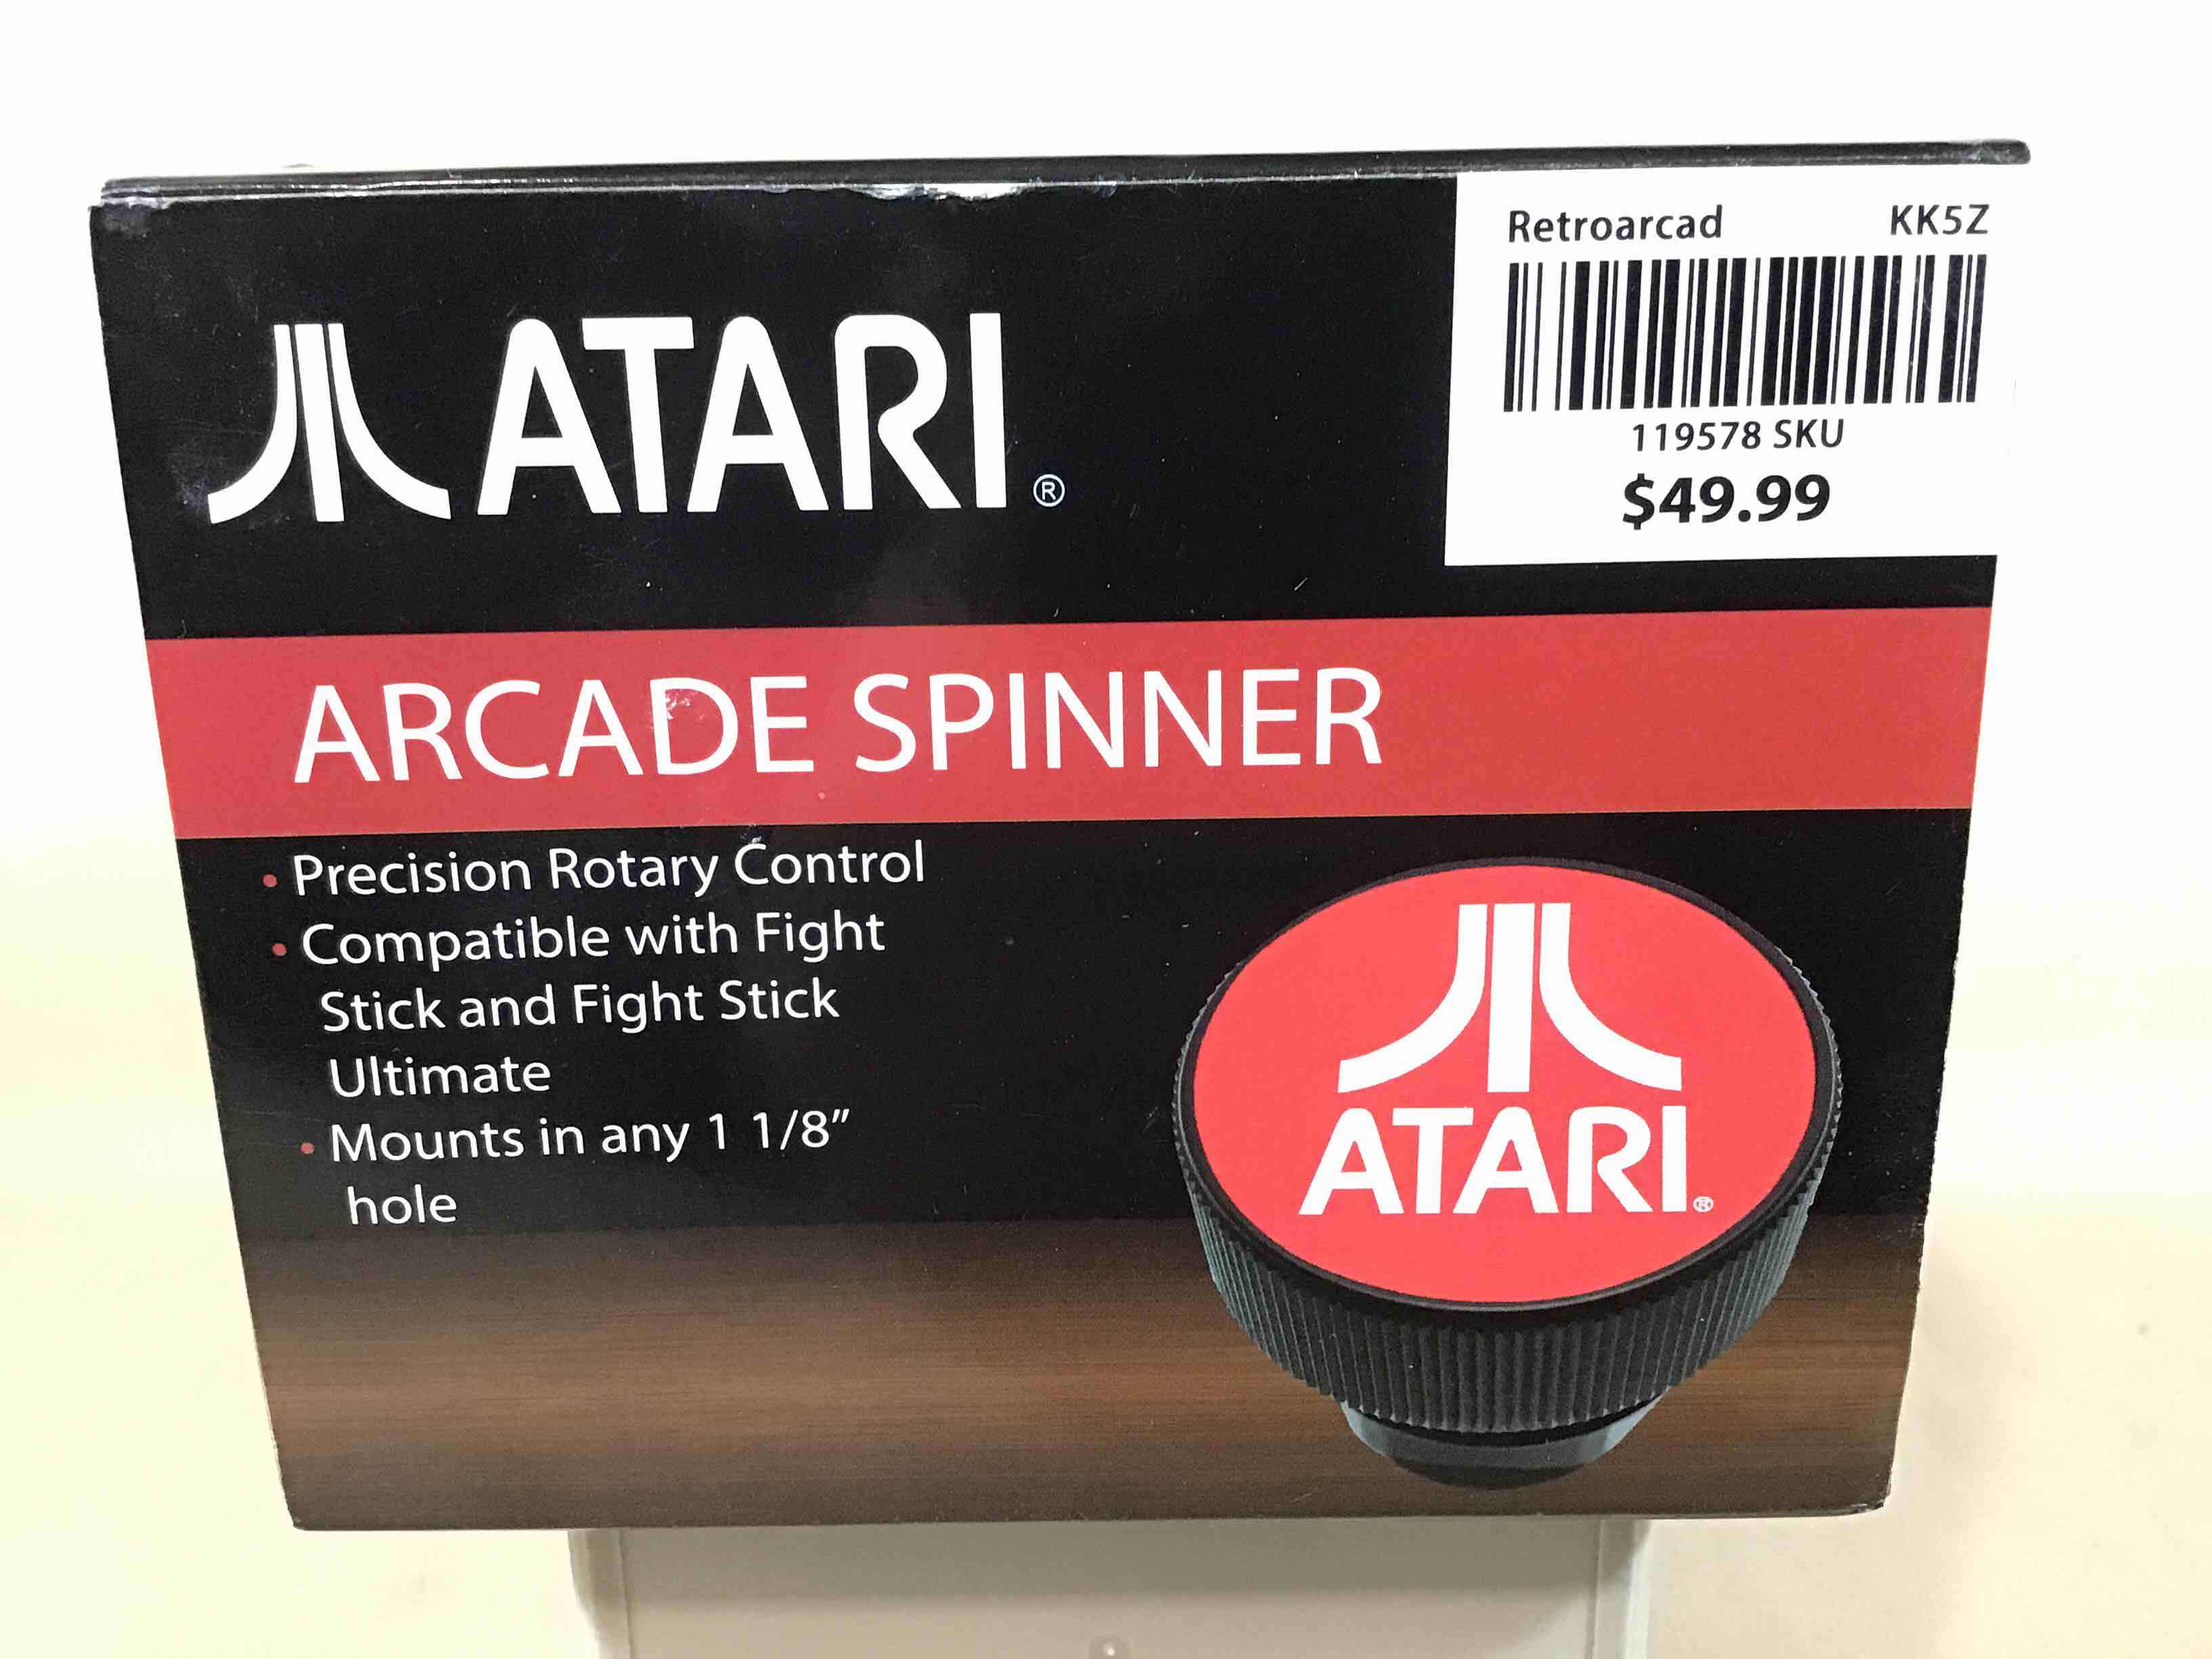 Retroarcad KK5Z
119578 SKU
$49.99
ATARI®
ARCADE SPINNER
• Precision Rotary Control
• Compatible with Fight
Stick and Fight Stick
Ultimate
• Mounts in any 1 1/8”
hole
ATARI®